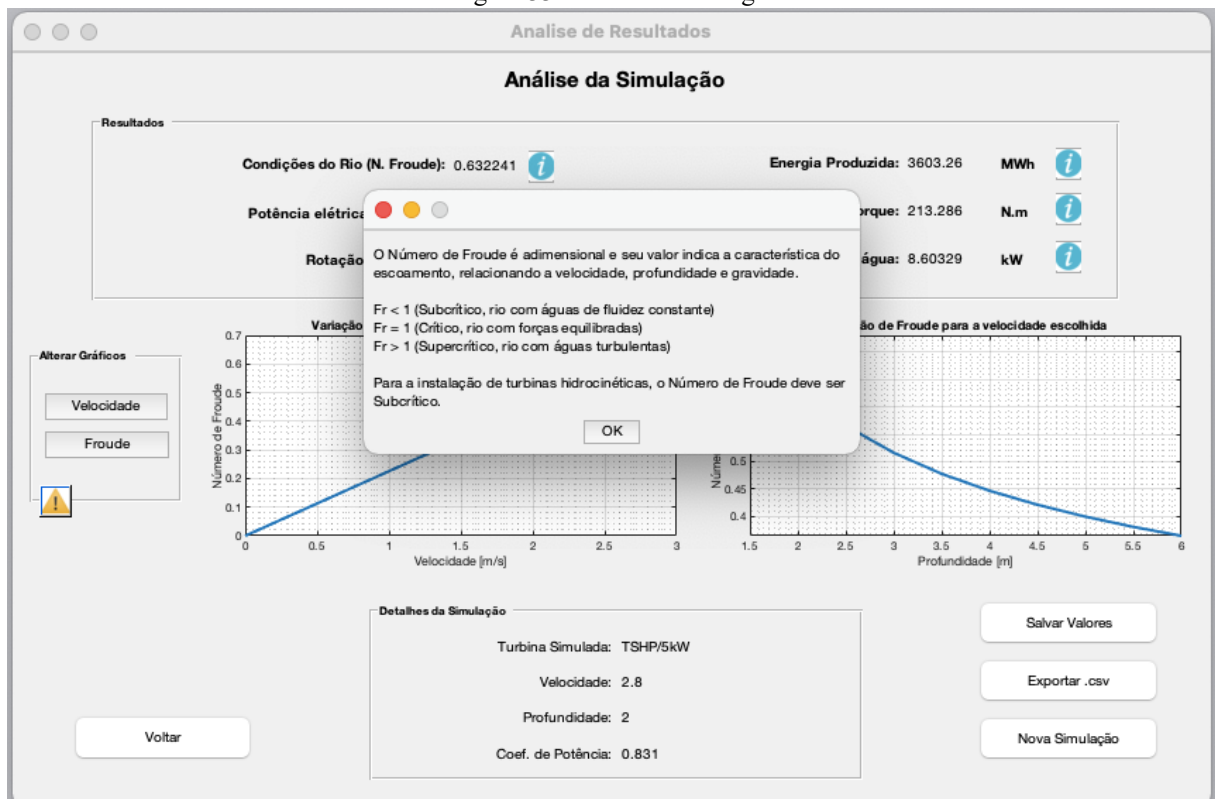 Analise de Resultados
Análise da Simulação
Resultados
Condições do Rio (N. Froude): 0.632241
Energia Produzida: 3603.26 MWh
Potência elétrica
213.286 N.m
Rotação
água: 8.60329 kW
O Número de Froude é adimensional e seu valor indica a característica do
escoamento, relacionando a velocidade, profundidade e gravidade.
Fr < 1 (Subcrítico, rio com águas de fluidez constante)
Fr = 1 (Crítico, rio com forças equilibradas)
Fr > 1 (Supercrítico, rio com águas turbulentas)
Para a instalação de turbinas hidrocinéticas, o Número de Froude deve ser
Subcrítico.
OK
Alterar Gráficos
Velocidade
Froude
Variação
Número de Froude
0.7
0.6
0.5
0.4
0.3
0.2
0.1
0
0 0.5 1 1.5 2 2.5 3
Velocidade [m/s]
de Froude para a velocidade escolhida
0.5
0.45
0.4
1.5 2 2.5 3 3.5 4 4.5 5 5.5 6
Profundidade [m]
Detalhes da Simulação
Turbina Simulada: TSHP/5kW
Velocidade: 2.8
Profundidade: 2
Coef. de Potência: 0.831
Salvar Valores
Exportar .csv
Nova Simulação
Voltar